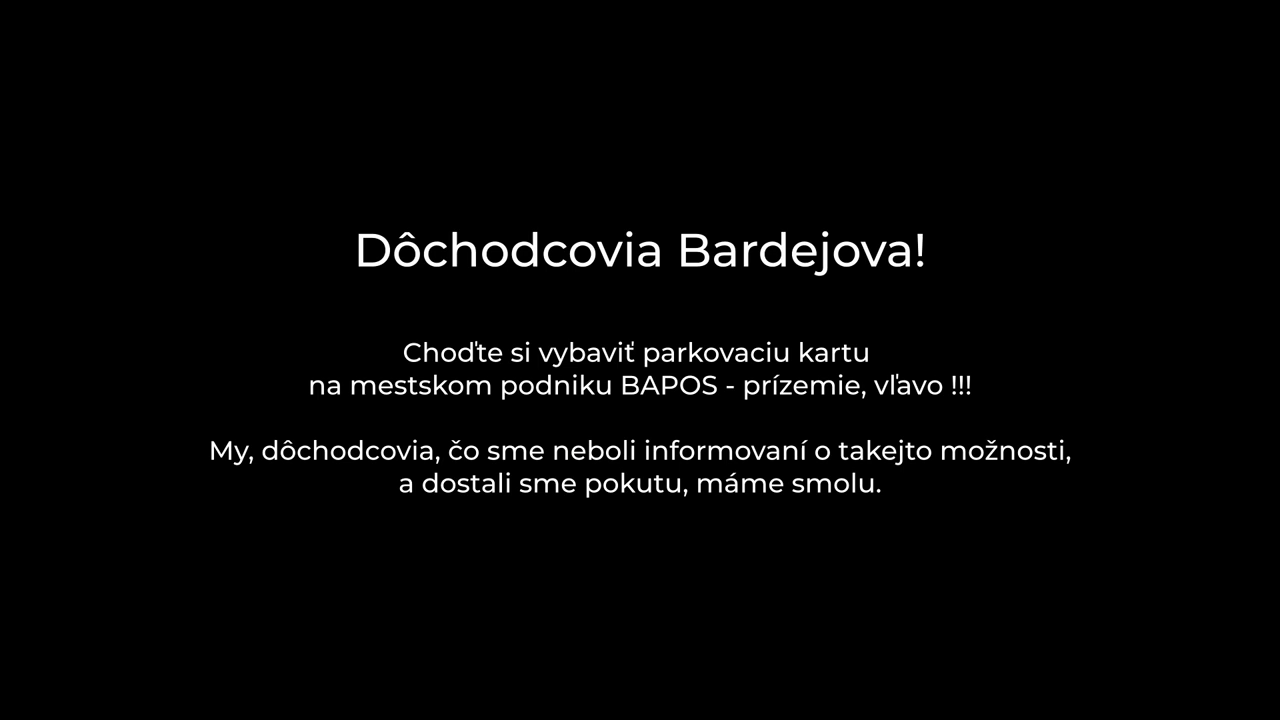 Dôchodcovia Bardejova!
Choďte si vybaviť parkovaciu kartu
na mestskom podniku BAPOS - prízemie, vľavo !!!
My, dôchodcovia, čo sme neboli informovaní o takejto možnosti,
a dostali sme pokutu, máme smolu.